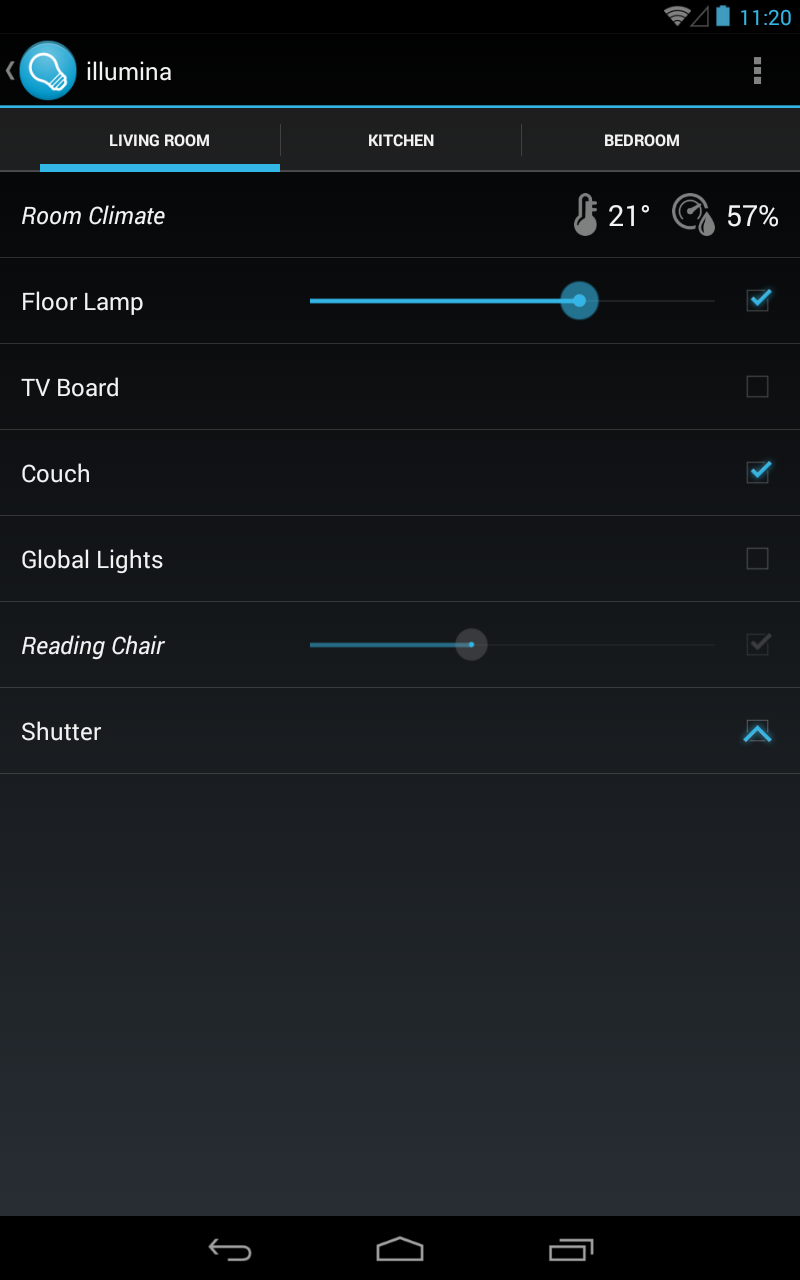 11:20
illumina
LIVING ROOM KITCHEN BEDROOM
Room Climate 21° 57%
Floor Lamp
TV Board
Couch
Global Lights
Reading Chair
Shutter